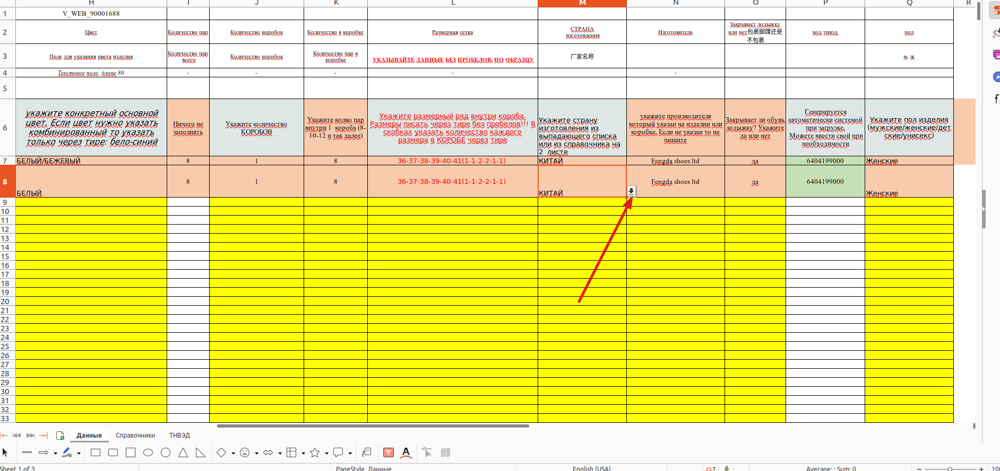 H I J K L M N O P Q R
1 V_WEB_90001688
2 Цвет Количество пар Количество коробок Количество в коробке Размерная сетка СТРАНА изготовления Изготовитель Закрывает лодыжку или нет包裹脚踝还是不包裹 код тнвэд пол
3 Поле для указания цвета изделия Количество пар всего Количество коробок Количество пар в коробке УКАЗЫВАЙТЕ ДАННЫЕ БЕЗ ПРОБЕЛОВ, ПО ОБРАЗЦУ 厂家名称 м, ж
4 Текстовое поле, длина 80 - - - - -
5
6 укажите конкретный основной цвет. Если цвет нужно указать комбинированный то указать только через тире: бело-синий
Ничего не заполнять
Укажите количество КОРОБОВ
Укажите колво пар внутри 1 короба (8-10-12 и так далее)
Укажите размерный ряд внутри короба. Размеры писать через тире без пробелов!!! В скобках указать количество каждого размера в КОРОБЕ через тире
Укажите страну изготовления из выпадающего списка или из справочника на 2 листе
укажите производителя который указан на изделии или коробке. Если не указан то не пишите
Закрывает ли обувь лодыжку? Укажите да или нет
Генерируется автоматически системой при загрузке. Можете ввести свой при необходимости
Укажите пол изделия (мужские/женские/детские/унисекс)
7 БЕЛЫЙ/БЕЖЕВЫЙ 8 1 8 36-37-38-39-40-41(1-1-2-2-1-1) КИТАЙ Fengda shoes ltd да 6404199000 Женские
8 БЕЛЫЙ 8 1 8 36-37-38-39-40-41(1-1-2-2-1-1) КИТАЙ Fengda shoes ltd да 6404199000 Женские
9
10
11
12
13
14
15
16
17
18
19
20
21
22
23
24
25
26
27
28
29
30
31
32
33
Данные Справочники ТНВЭД
Sheet 1 of 3 PageStyle_Данные English (USA) Average: ; Sum: 0